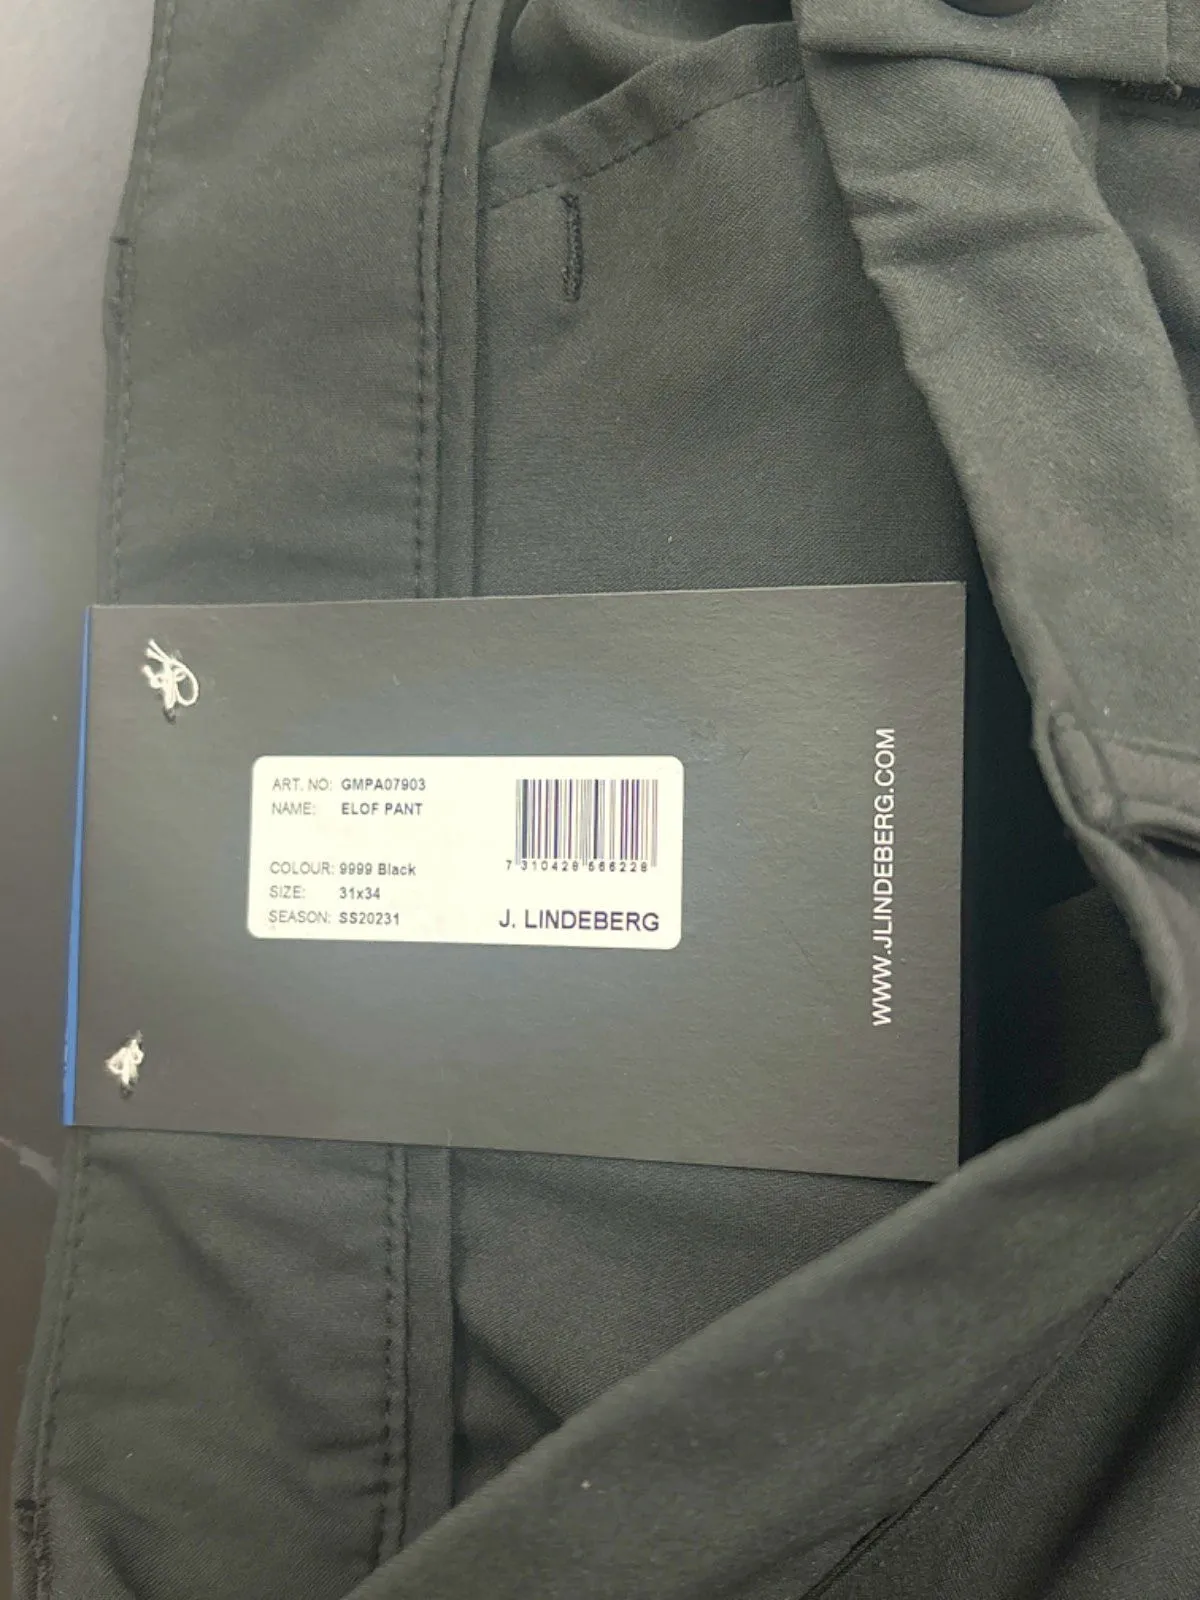 ART. NO: GMPA07903
NAME: ELOF PANT
COLOUR: 9999 Black
SIZE: 31x34
SEASON: SS20231
7 310428 566228
J. LINDEBERG
WWW.JLINDEBERG.COM